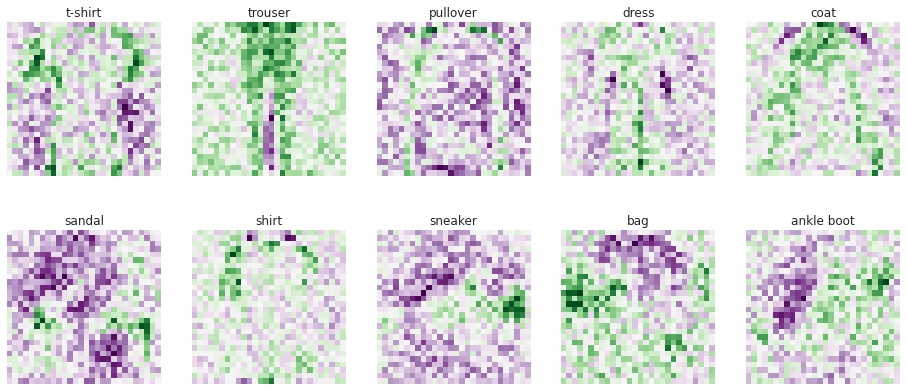 t-shirt
trouser
pullover
dress
coat
sandal
shirt
sneaker
bag
ankle boot